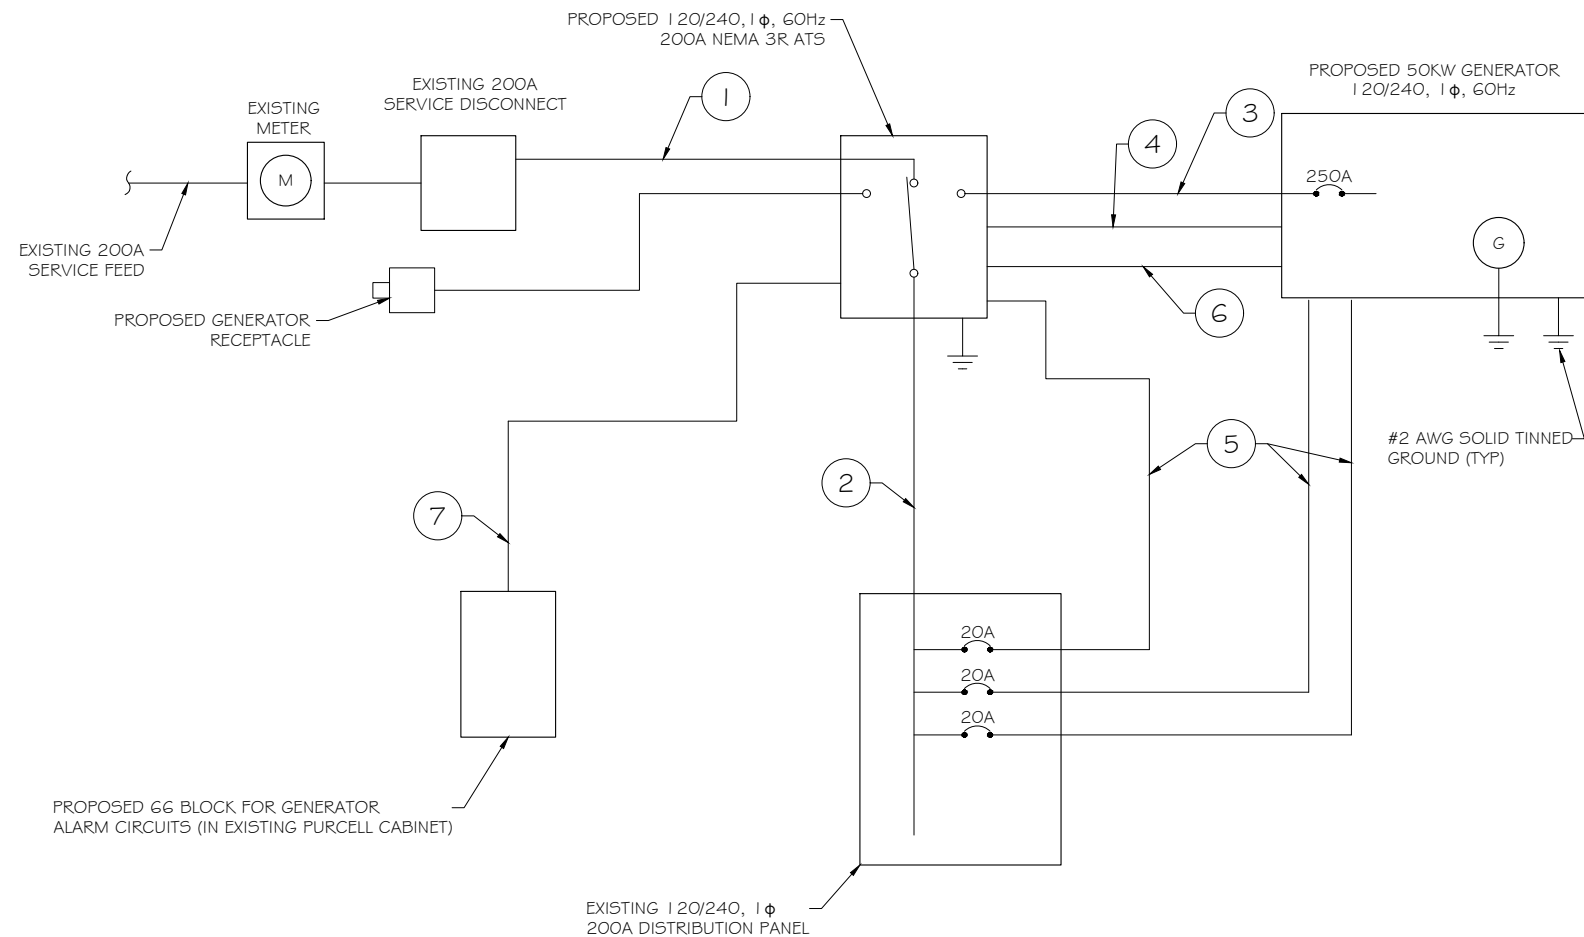 PROPOSED 120/240, 1ϕ, 60Hz
200A NEMA 3R ATS
EXISTING 200A
SERVICE DISCONNECT
EXISTING
METER
M
1
PROPOSED 50KW GENERATOR
120/240, 1ϕ, 60Hz
3
4
250A
G
EXISTING 200A
SERVICE FEED
PROPOSED GENERATOR
RECEPTACLE
6
#2 AWG SOLID TINNED
GROUND (TYP)
5
2
7
20A
20A
20A
PROPOSED 66 BLOCK FOR GENERATOR
ALARM CIRCUITS (IN EXISTING PURCELL CABINET)
EXISTING 120/240, 1ϕ
200A DISTRIBUTION PANEL